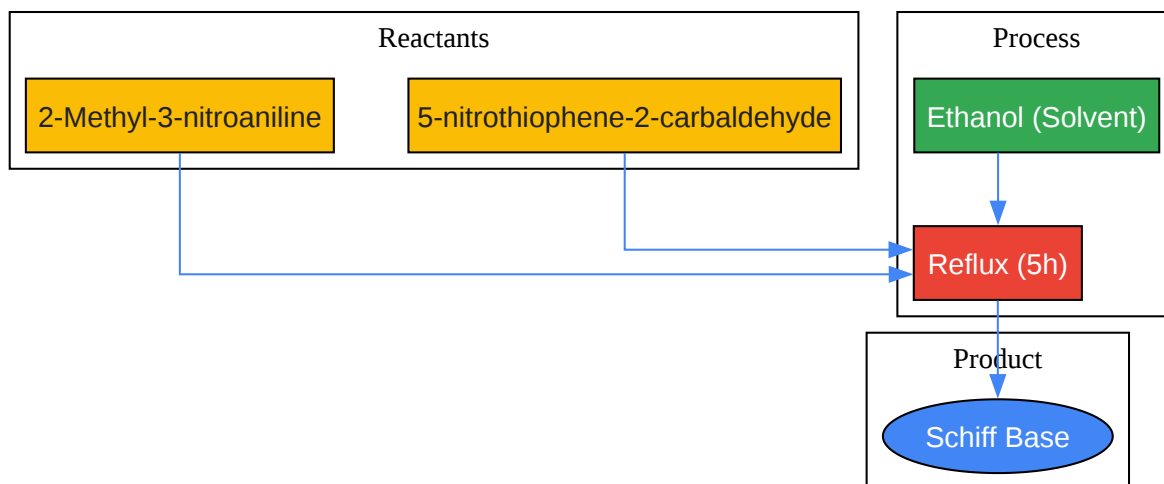 Reactants
2-Methyl-3-nitroaniline
5-nitrothiophene-2-carbaldehyde
Process
Ethanol (Solvent)
Reflux (5h)
Product
Schiff Base